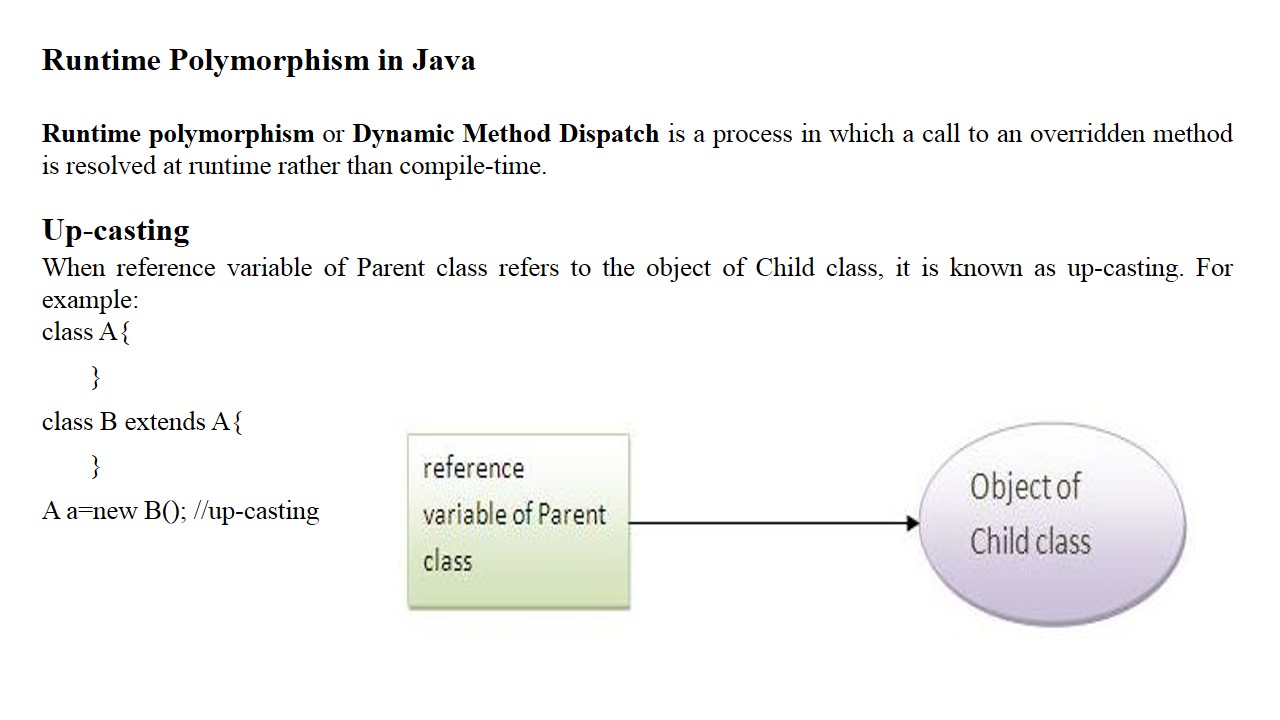 Runtime Polymorphism in Java
Runtime polymorphism or Dynamic Method Dispatch is a process in which a call to an overridden method
is resolved at runtime rather than compile-time.
Up-casting
When reference variable of Parent class refers to the object of Child class, it is known as up-casting. For
example:
class A{
}
class B extends A{
}
A a=new B(); //up-casting
reference
variable of Parent
class
Object of
Child class